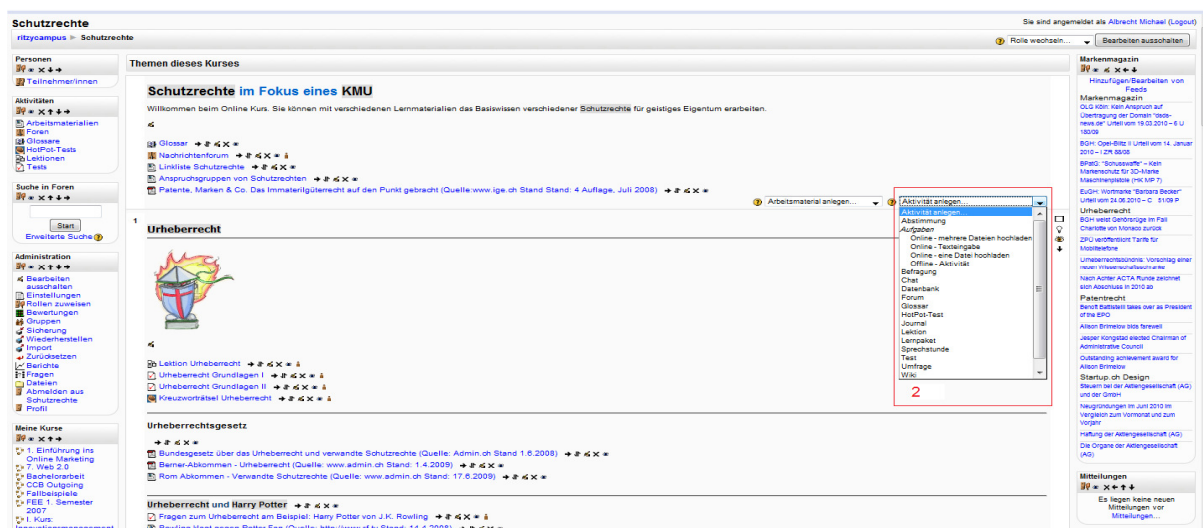 Schutzrechte
Sie sind angemeldet als Albrecht Michael (Logout)
ritzycampus ► Schutzrechte
Rolle wechseln...
Bearbeiten ausschalten
Personen
Teilnehmer/innen
Aktivitäten
Arbeitsmaterialien
Foren
Glossare
HotPot-Tests
Lektionen
Tests
Suche in Foren
Start
Erweiterte Suche
Administration
Bearbeiten
ausschalten
Einstellungen
Rollen zuweisen
Bewertungen
Gruppen
Sicherung
Wiederherstellen
Import
Zurücksetzen
Berichte
Fragen
Dateien
Abmelden aus
Schutzrechte
Profil
Meine Kurse
1. Einführung ins
Online Marketing
7. Web 2.0
Bachelorarbeit
CCB Outgoing
Fallbeispiele
FEE 1. Semester
2007
I. Kurs:
Innovationsmanagement
Themen dieses Kurses
Schutzrechte im Fokus eines KMU
Willkommen beim Online Kurs. Sie können mit verschiedenen Lernmaterialien das Basiswissen verschiedener Schutzrechte für geistiges Eigentum erarbeiten.
Glossar
Nachrichtenforum
Linkliste Schutzrechte
Anspruchsgruppen von Schutzrechten
Patente, Marken & Co. Das Immaterilgüterrecht auf den Punkt gebracht (Quelle:www.ige.ch Stand Stand: 4 Auflage, Juli 2008)
Arbeitsmaterial anlegen...
Aktivität anlegen...
Aktivität anlegen...
Abstimmung
Aufgaben
Online - mehrere Dateien hochladen
Online - Texteingabe
Online - eine Datei hochladen
Offline - Aktivität
Befragung
Chat
Datenbank
Forum
Glossar
HotPot-Test
Journal
Lektion
Lernpaket
Sprechstunde
Test
Umfrage
Wiki
2
1
Urheberrecht
Lektion Urheberrecht
Urheberrecht Grundlagen I
Urheberrecht Grundlagen II
Kreuzworträtsel Urheberrecht
Urheberrechtsgesetz
Bundesgesetz über das Urheberrecht und verwandte Schutzrechte (Quelle: Admin.ch Stand 1.6.2008)
Berner-Abkommen - Urheberrecht (Quelle: www.admin.ch Stand: 1.4.2009)
Rom Abkommen - Verwandte Schutzrechte (Quelle: www.admin.ch Stand: 17.6.2009)
Urheberrecht und Harry Potter
Fragen zum Urheberrecht am Beispiel: Harry Potter von J.K. Rowling
Markenmagazin
Hinzufügen/Bearbeiten von
Feeds
Markenmagazin
OLG Köln: Kein Anspruch auf
Übertragung der Domain "dsds-
news.de" Urteil vom 19.03.2010 – 6 U
180/09
BGH: Opel-Blitz II Urteil vom 14. Januar
2010 – I ZR 88/08
BPatG: "Schusswaffe" – Kein
Markenschutz für 3D-Marke
Maschinenpistole (HK MP 7)
EuGH: Wortmarke "Barbara Becker"
Urteil vom 24.06.2010 – C 51/09 P
Urheberrecht
BGH weist Gehörsrüge im Fall
Charlotte von Monaco zurück
ZPÜ veröffentlicht Tarife für
Mobiltelefone
Urheberrechtsbündnis: Vorschlag einer
neuen Wissenschaftsschranke
Nach Achter ACTA Runde zeichnet
sich Abschluss in 2010 ab
Patentrecht
Benoît Battistelli takes over as President
of the EPO
Alison Brimelow bids farewell
Jesper Kongstad elected Chairman of
Administrative Council
Outstanding achievement award for
Alison Brimelow
Startup.ch Design
Steuern bei der Aktiengesellschaft (AG)
und der GmbH
Neugründungen im Juni 2010 im
Vergleich zum Vormonat und zum
Vorjahr
Haftung der Aktiengesellschaft (AG)
Die Organe der Aktiengesellschaft
(AG)
Mitteilungen
Es liegen keine neuen
Mitteilungen vor
Mitteilungen...